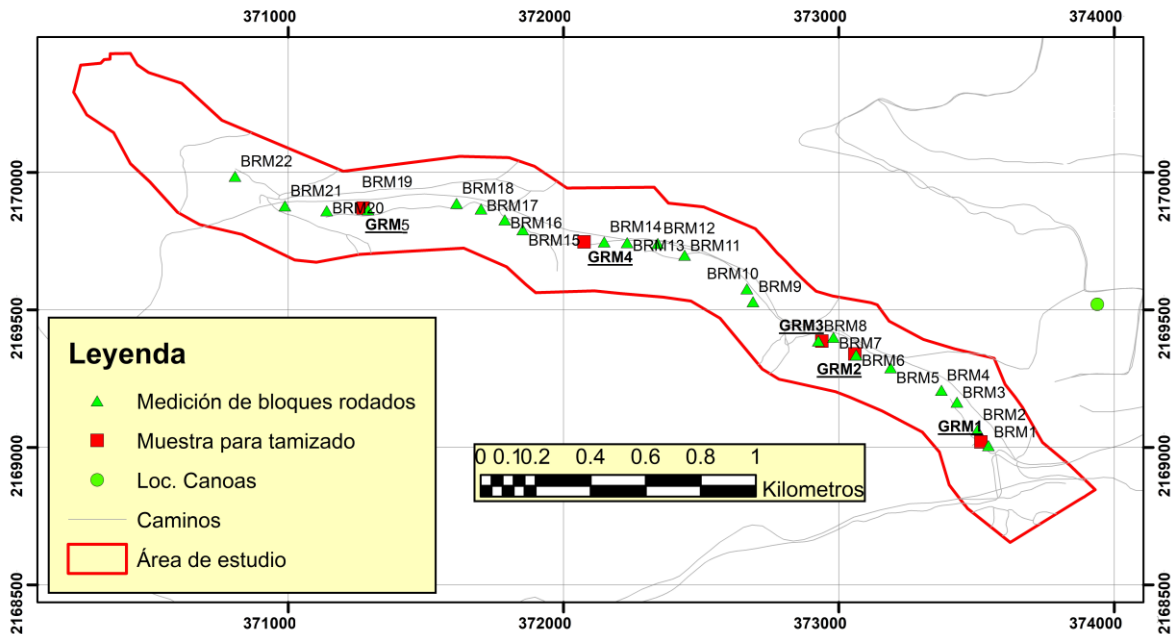 371000
372000
373000
374000
2170000
2170000
BRM22
BRM21
BRM20
BRM19
GRM5
BRM18
BRM17
BRM16
BRM15
GRM4
BRM14
BRM13
BRM12
BRM11
BRM10
BRM9
2169500
2169500
GRM3
BRM8
BRM7
GRM2
BRM6
BRM5
BRM4
BRM3
BRM2
GRM1
BRM1
2169000
2169000
Leyenda
Medición de bloques rodados
Muestra para tamizado
Loc. Canoas
Caminos
Área de estudio
0 0.1 0.2 0.4 0.6 0.8 1
Kilometros
2168500
2168500
371000
372000
373000
374000